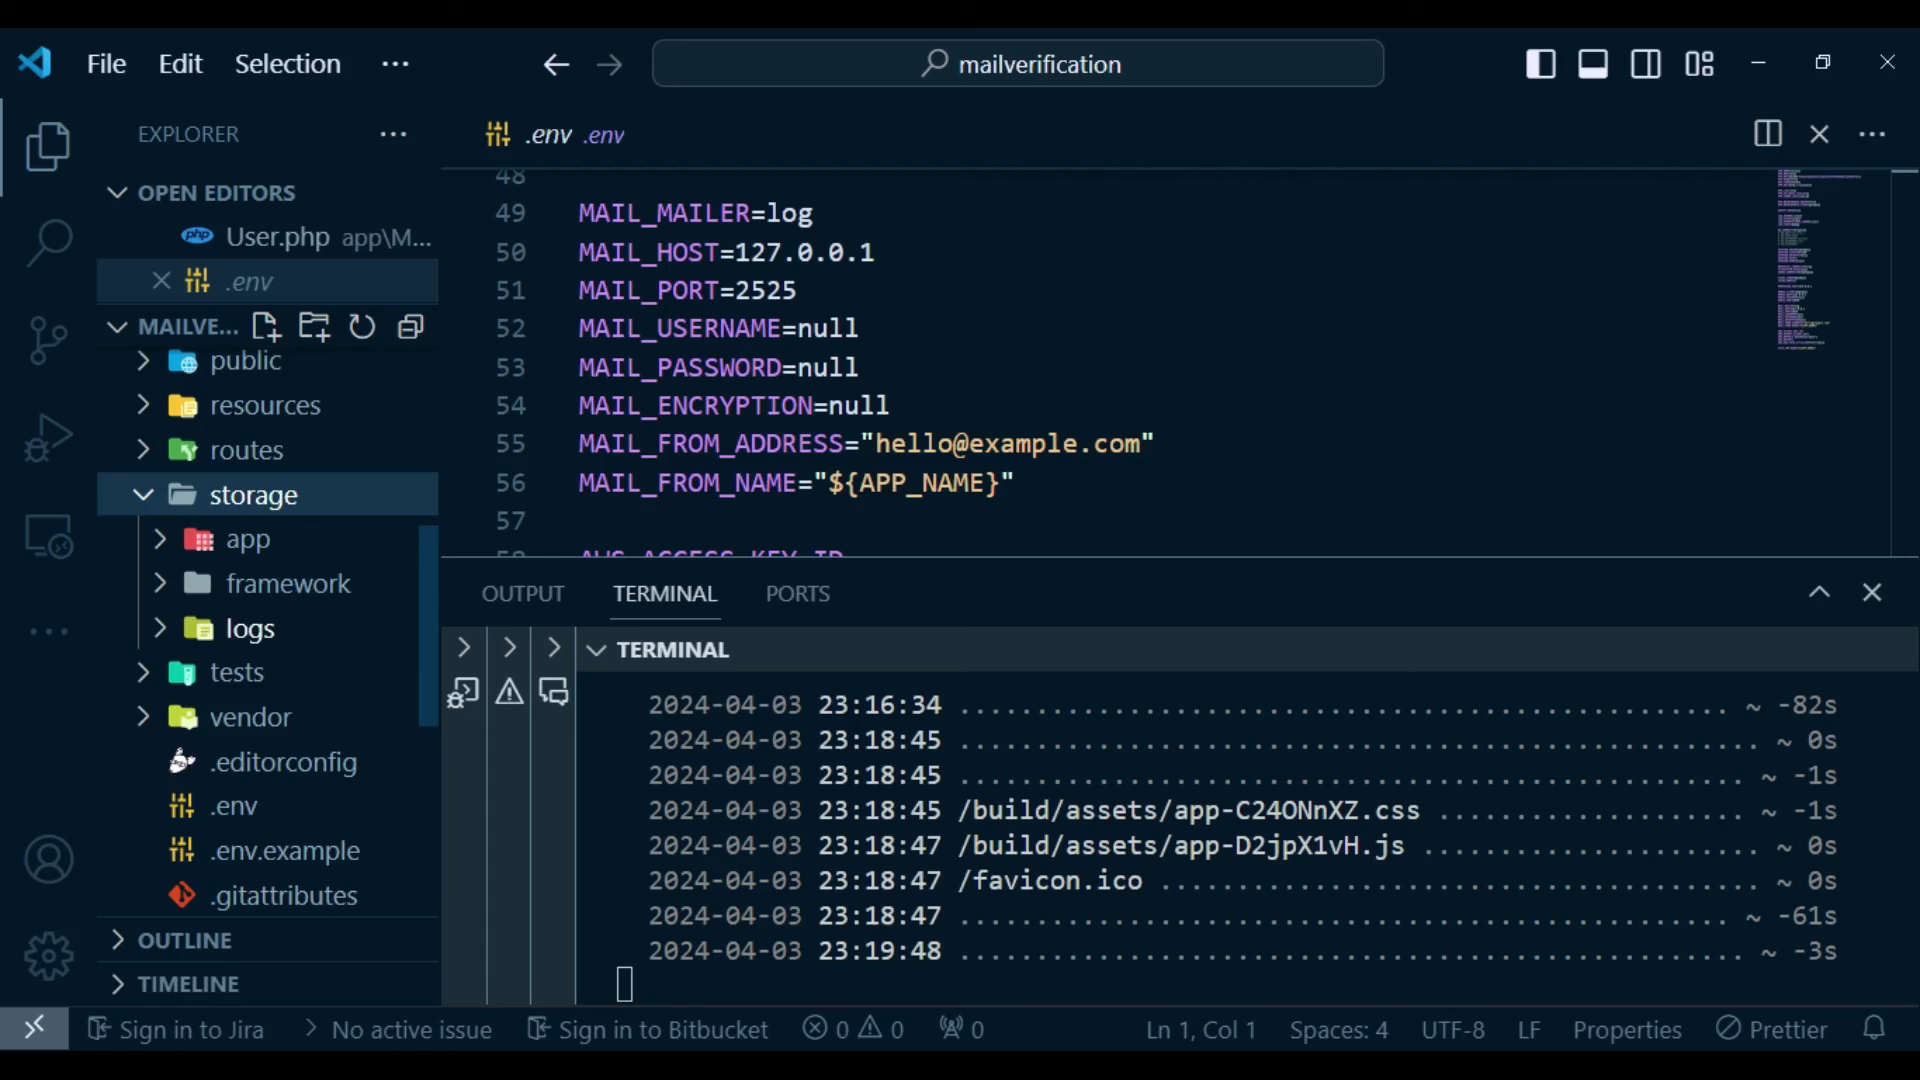 File Edit Selection ··· mailverification
EXPLORER ···
OPEN EDITORS
php User.php app\M...
.env
MAILVE...
public
resources
routes
storage
app
framework
logs
tests
vendor
.editorconfig
.env
.env.example
.gitattributes
OUTLINE
TIMELINE
.env .env
48
49 MAIL_MAILER=log
50 MAIL_HOST=127.0.0.1
51 MAIL_PORT=2525
52 MAIL_USERNAME=null
53 MAIL_PASSWORD=null
54 MAIL_ENCRYPTION=null
55 MAIL_FROM_ADDRESS="hello@example.com"
56 MAIL_FROM_NAME="${APP_NAME}"
57
58 AWS_ACCESS_KEY_ID
OUTPUT TERMINAL PORTS
TERMINAL
2024-04-03 23:16:34 .................................................. ~ -82s
2024-04-03 23:18:45 .................................................... ~ 0s
2024-04-03 23:18:45 ................................................... ~ -1s
2024-04-03 23:18:45 /build/assets/app-C24ONnXZ.css .................... ~ -1s
2024-04-03 23:18:47 /build/assets/app-D2jpX1vH.js ...................... ~ 0s
2024-04-03 23:18:47 /favicon.ico ....................................... ~ 0s
2024-04-03 23:18:47 .................................................. ~ -61s
2024-04-03 23:19:48 ................................................... ~ -3s
Sign in to Jira No active issue Sign in to Bitbucket 0 0 0 Ln 1, Col 1 Spaces: 4 UTF-8 LF Properties Prettier